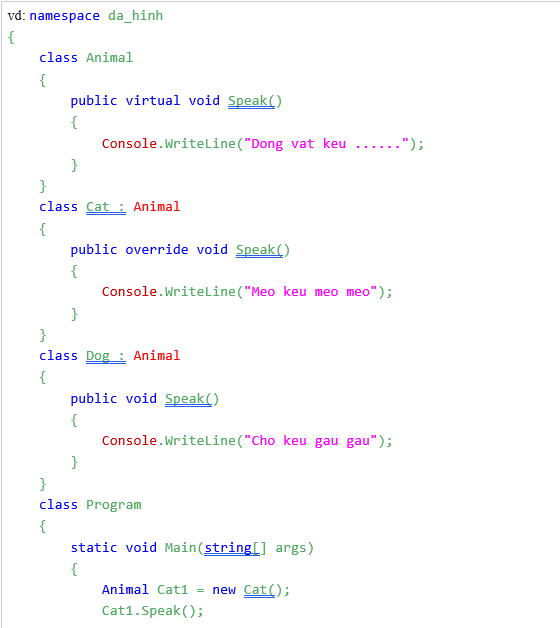 vd: namespace da_hinh
{
    class Animal
    {
        public virtual void Speak()
        {
            Console.WriteLine("Dong vat keu ......");
        }
    }
    class Cat : Animal
    {
        public override void Speak()
        {
            Console.WriteLine("Meo keu meo meo");
        }
    }
    class Dog : Animal
    {
        public void Speak()
        {
            Console.WriteLine("Cho keu gau gau");
        }
    }
    class Program
    {
        static void Main(string[] args)
        {
            Animal Cat1 = new Cat();
            Cat1.Speak();